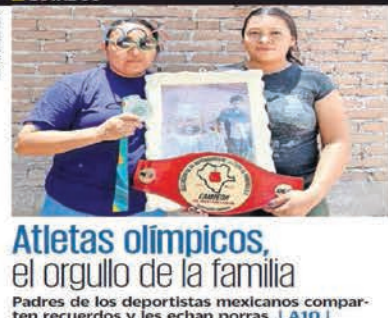 Atletas olímpicos,
el orgullo de la familia
Padres de los deportistas mexicanos compar-
ten recuerdos y les echan porras. | A10 |
CAMPEÓN